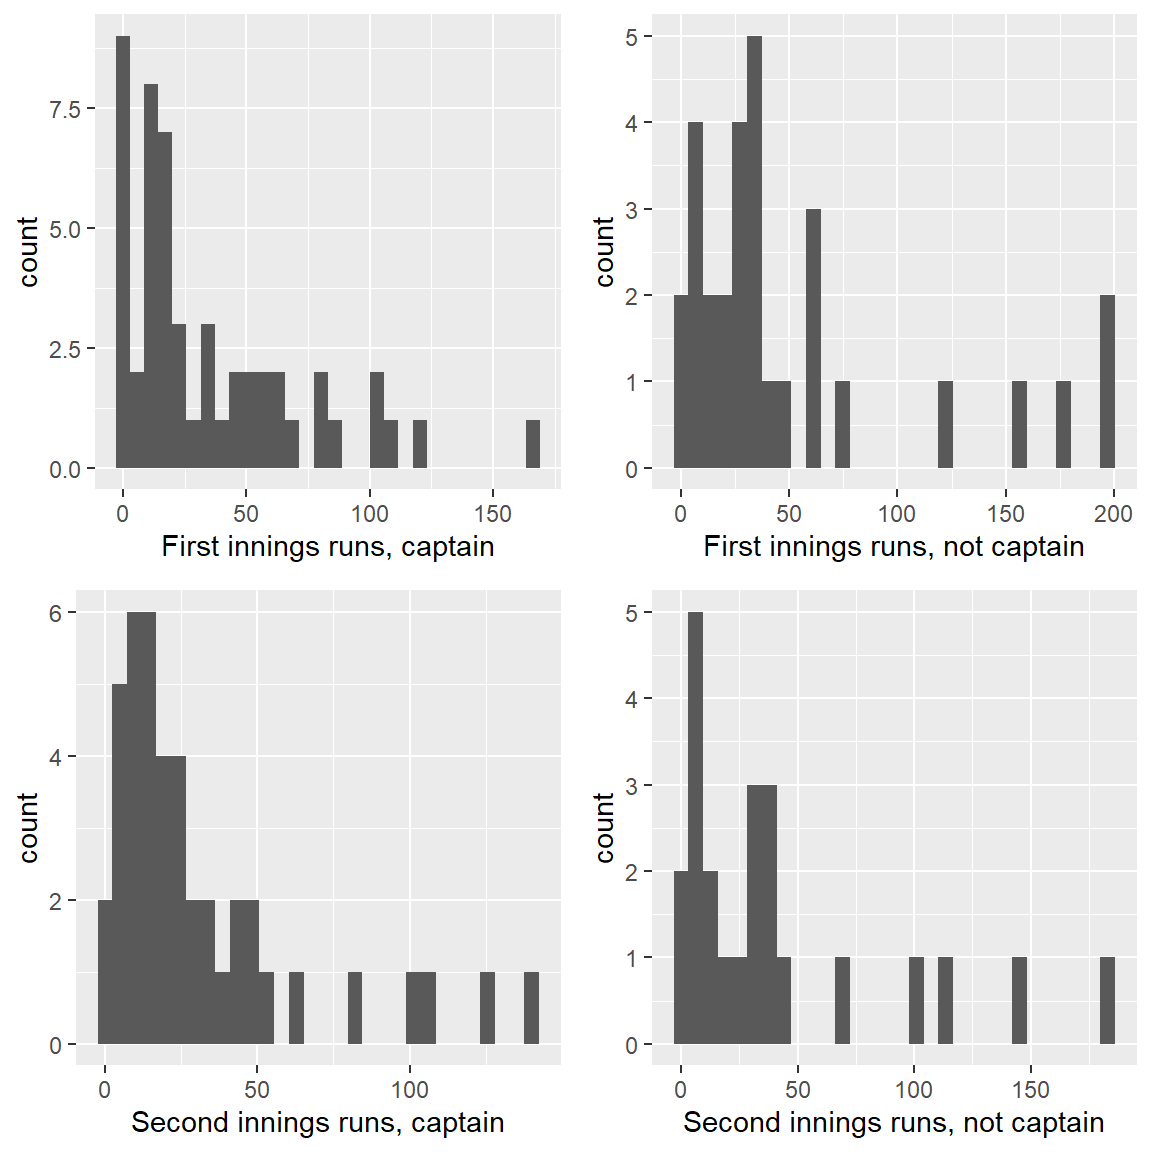 7.5
5.0
2.5
0.0
count
0 50 100 150
First innings runs, captain
5
4
3
2
1
0
count
0 50 100 150 200
First innings runs, not captain
6
4
2
0
count
0 50 100
Second innings runs, captain
5
4
3
2
1
0
count
0 50 100 150
Second innings runs, not captain